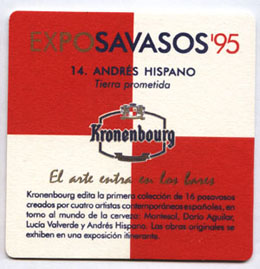 EXPOSAVASOS'95
14. ANDRÉS HISPANO
Tierra prometida
Kronenbourg
El arte entra en los bares
Kronenbourg edita la primera colección de 16 posavasos
creados por cuatro artistas contemporáneos españoles, en
torno al mundo de la cerveza: Montesol, Darío Aguilar,
Lucía Valverde y Andrés Hispano. Las obras originales se
exhiben en una exposición itinerante.